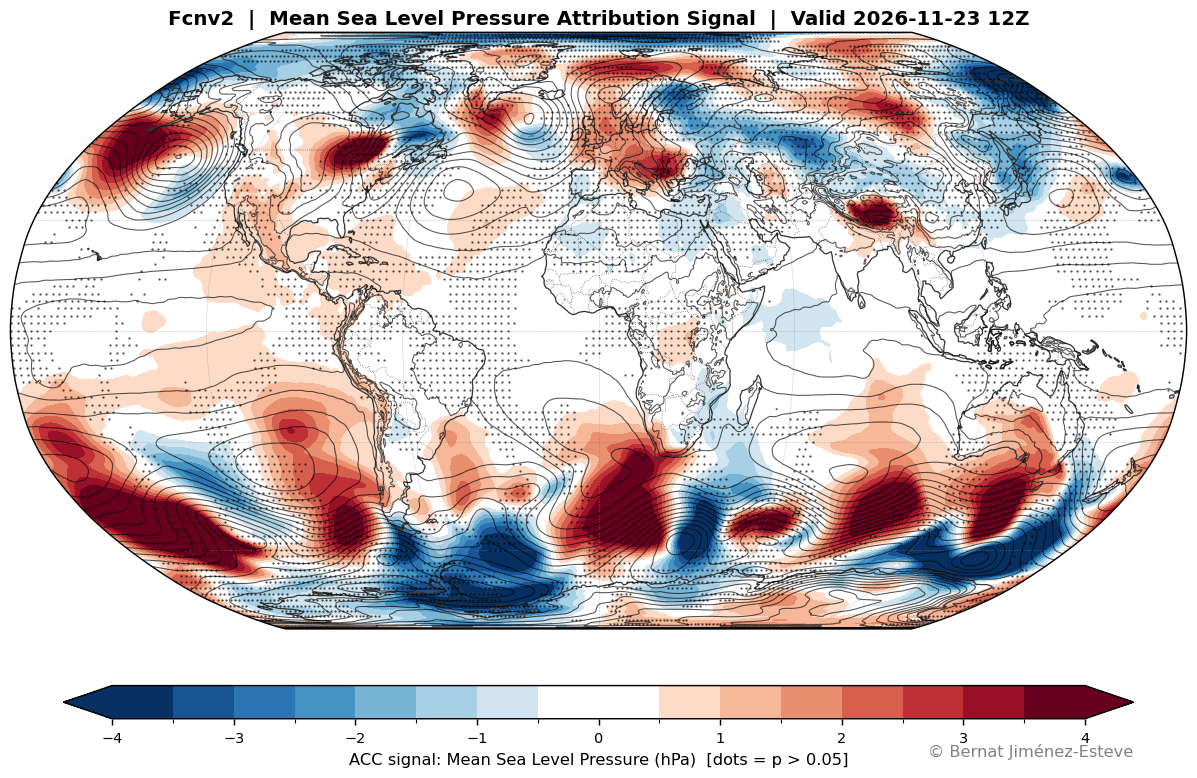 Fcnv2 | Mean Sea Level Pressure Attribution Signal | Valid 2026-11-23 12Z
−4 −3 −2 −1 0 1 2 3 4
ACC signal: Mean Sea Level Pressure (hPa) [dots = p > 0.05]
© Bernat Jiménez-Esteve